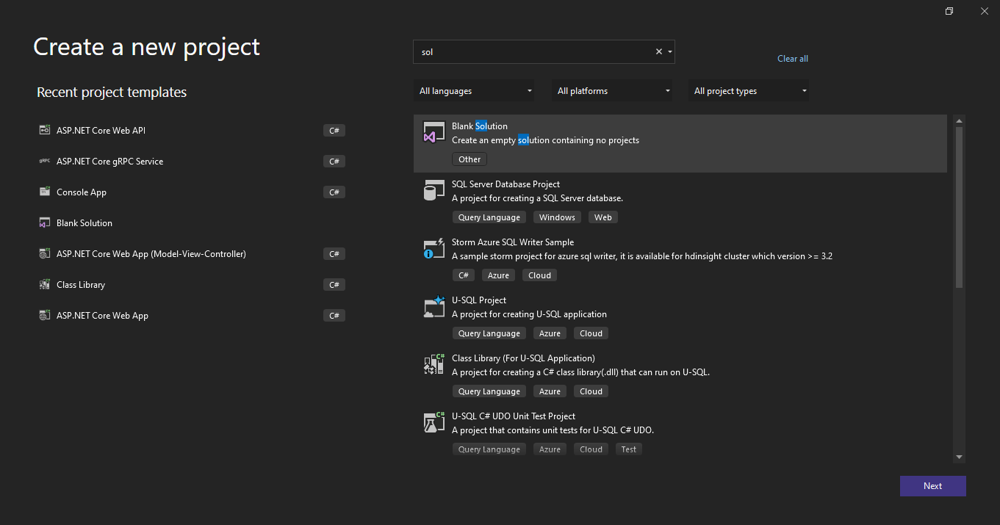 Create a new project
Recent project templates
ASP.NET Core Web API
C#
gRPC
ASP.NET Core gRPC Service
C#
Console App
C#
Blank Solution
ASP.NET Core Web App (Model-View-Controller)
C#
Class Library
C#
ASP.NET Core Web App
C#
sol
Clear all
All languages
All platforms
All project types
Blank Solution
Create an empty solution containing no projects
Other
SQL Server Database Project
A project for creating a SQL Server database.
Query Language Windows Web
Storm Azure SQL Writer Sample
A sample storm project for azure sql writer, it is available for hdinsight cluster which version >= 3.2
C# Azure Cloud
U-SQL Project
A project for creating U-SQL application
Query Language Azure Cloud
C#
Class Library (For U-SQL Application)
A project for creating a C# class library(.dll) that can run on U-SQL.
Query Language Azure Cloud
C#
U-SQL C# UDO Unit Test Project
A project that contains unit tests for U-SQL C# UDO.
Query Language Azure Cloud Test
Next